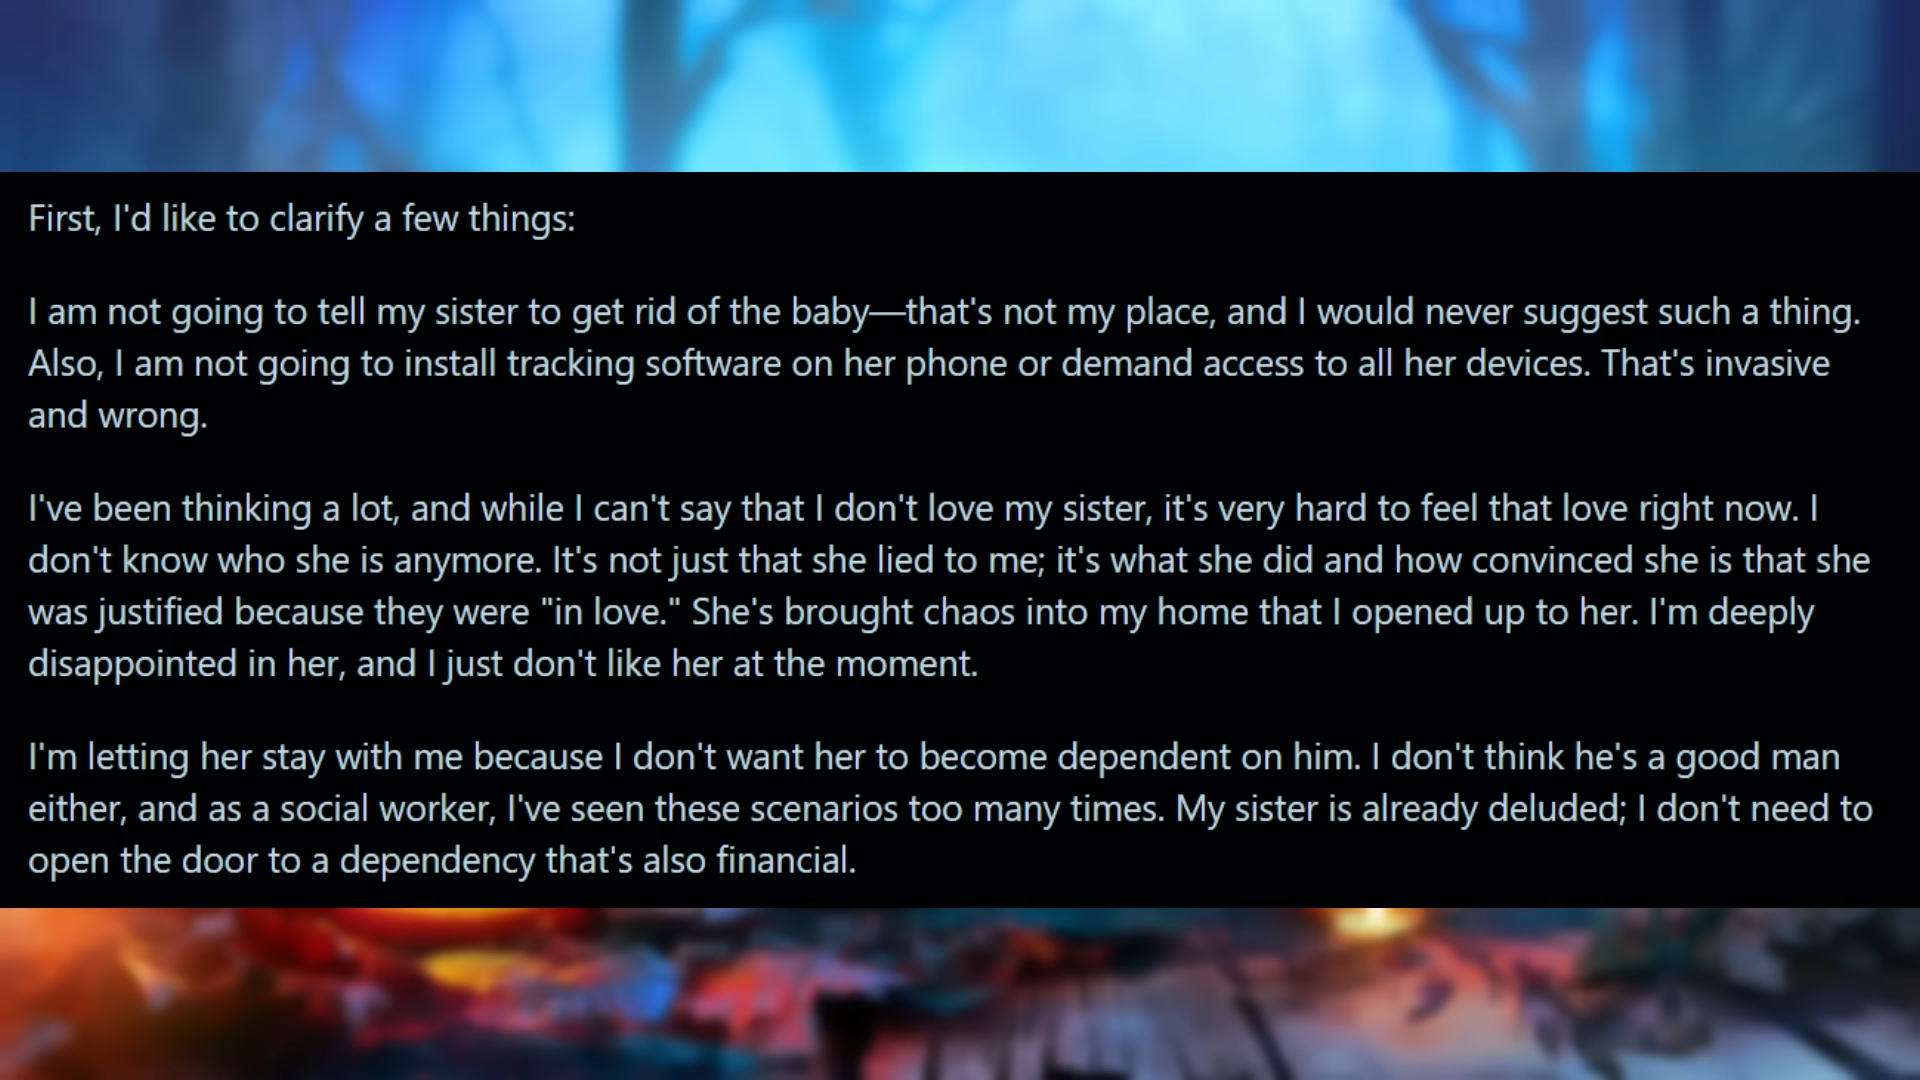 First, I'd like to clarify a few things:
I am not going to tell my sister to get rid of the baby—that's not my place, and I would never suggest such a thing.
Also, I am not going to install tracking software on her phone or demand access to all her devices. That's invasive
and wrong.
I've been thinking a lot, and while I can't say that I don't love my sister, it's very hard to feel that love right now. I
don't know who she is anymore. It's not just that she lied to me; it's what she did and how convinced she is that she
was justified because they were "in love." She's brought chaos into my home that I opened up to her. I'm deeply
disappointed in her, and I just don't like her at the moment.
I'm letting her stay with me because I don't want her to become dependent on him. I don't think he's a good man
either, and as a social worker, I've seen these scenarios too many times. My sister is already deluded; I don't need to
open the door to a dependency that's also financial.